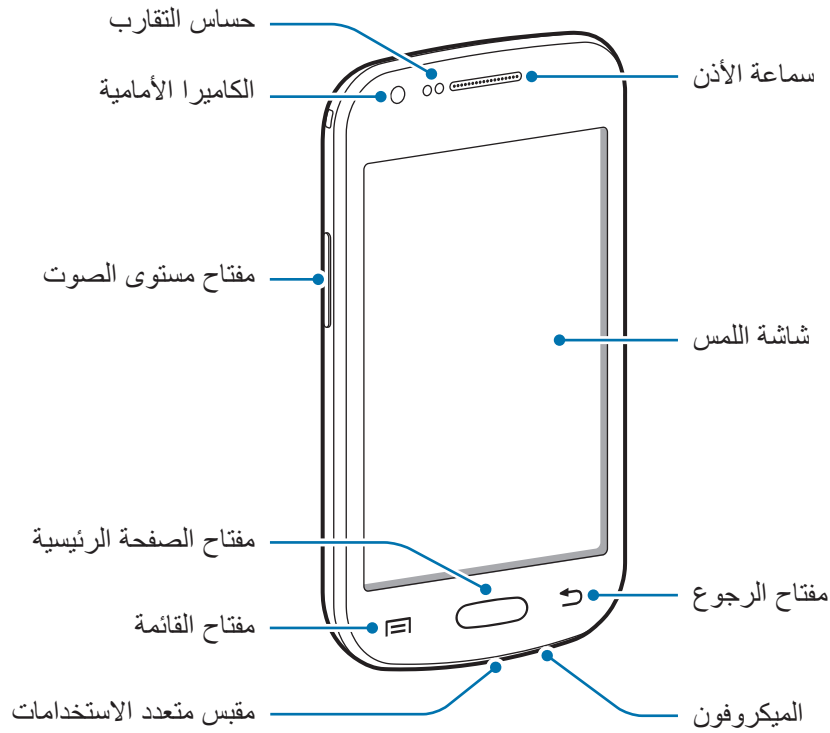 حساس التقارب
سماعة الأذن
الكاميرا الأمامية
مفتاح مستوى الصوت
شاشة اللمس
مفتاح الصفحة الرئيسية
مفتاح الرجوع
مفتاح القائمة
الميكروفون
مقبس متعدد الاستخدامات